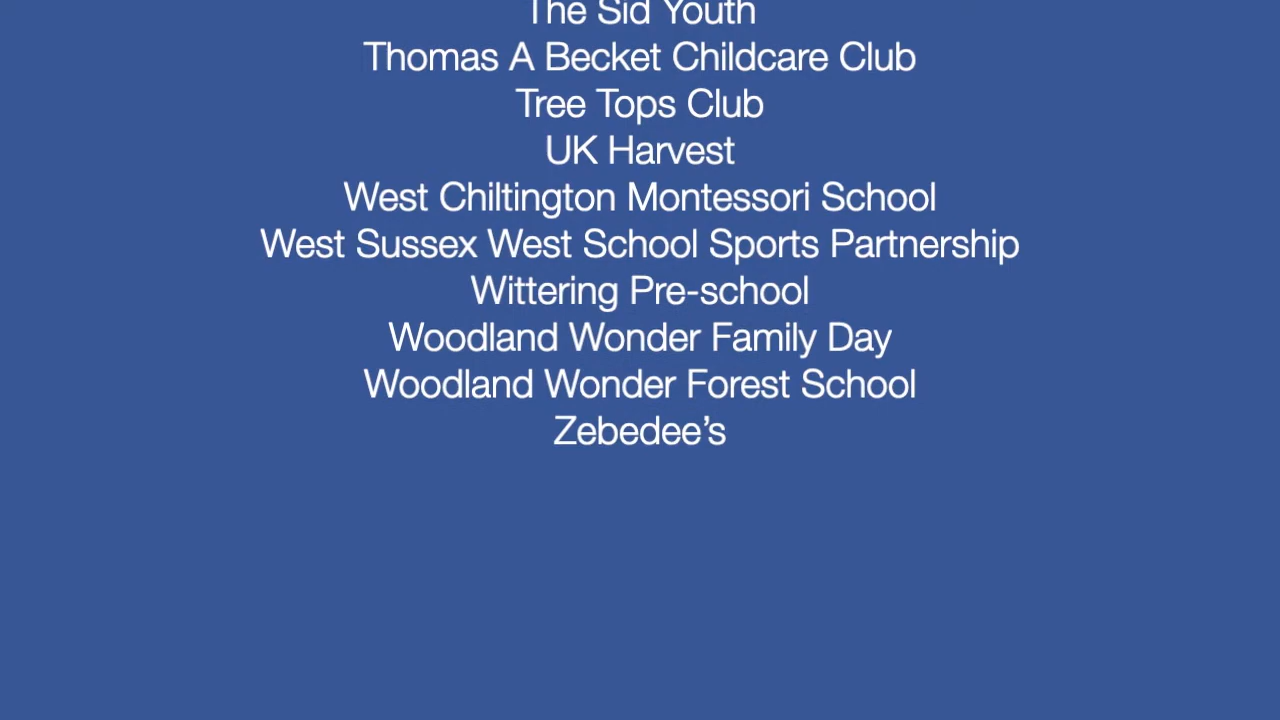 The Sid Youth
Thomas A Becket Childcare Club
Tree Tops Club
UK Harvest
West Chiltington Montessori School
West Sussex West School Sports Partnership
Wittering Pre-school
Woodland Wonder Family Day
Woodland Wonder Forest School
Zebedee’s